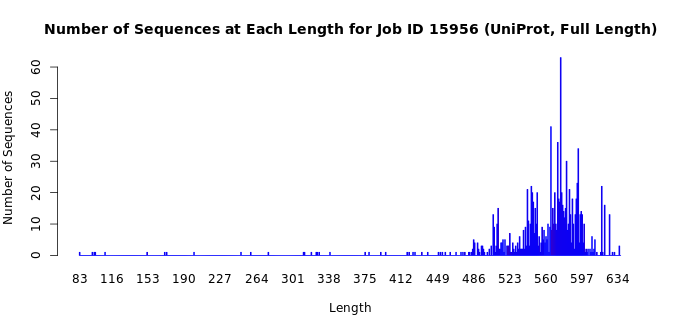 Number of Sequences at Each Length for Job ID 15956 (UniProt, Full Length)
Number of Sequences
60
50
40
30
20
10
0
83 116 153 190 227 264 301 338 375 412 449 486 523 560 597 634
Length